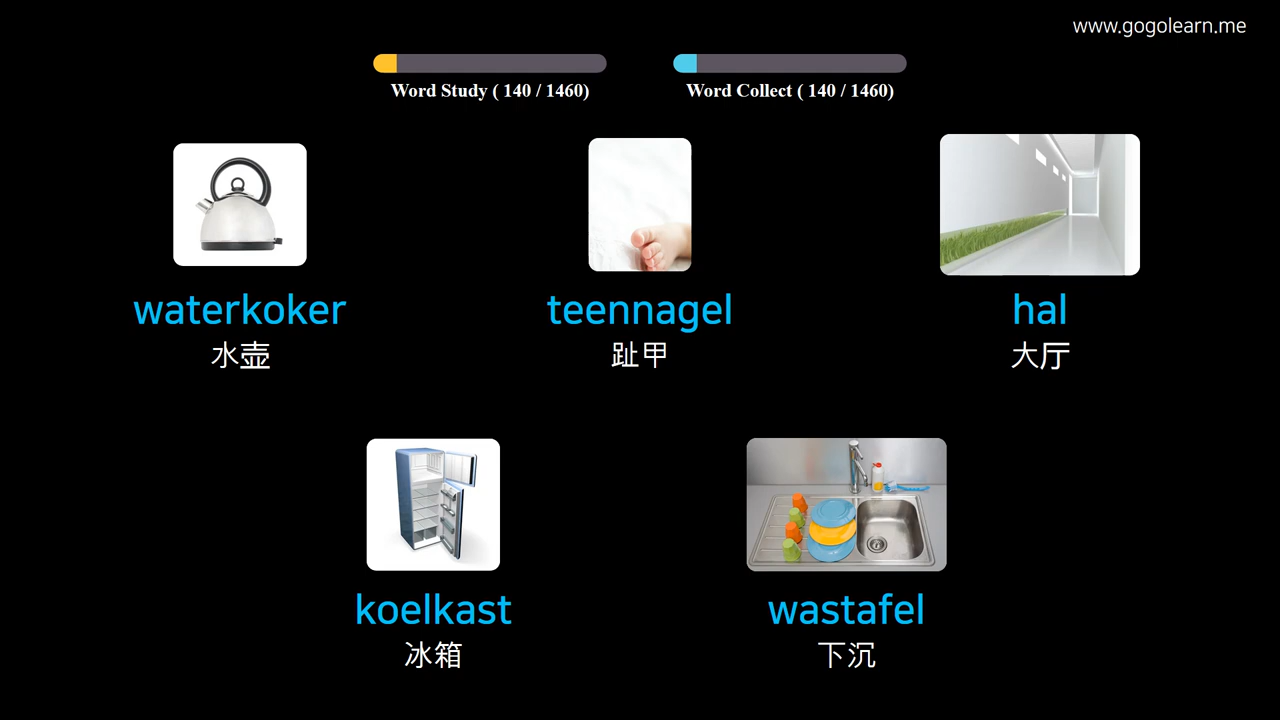 www.gogolearn.me
Word Study ( 140 / 1460)
Word Collect ( 140 / 1460)
waterkoker
水壶
teennagel
趾甲
hal
大厅
koelkast
冰箱
wastafel
下沉